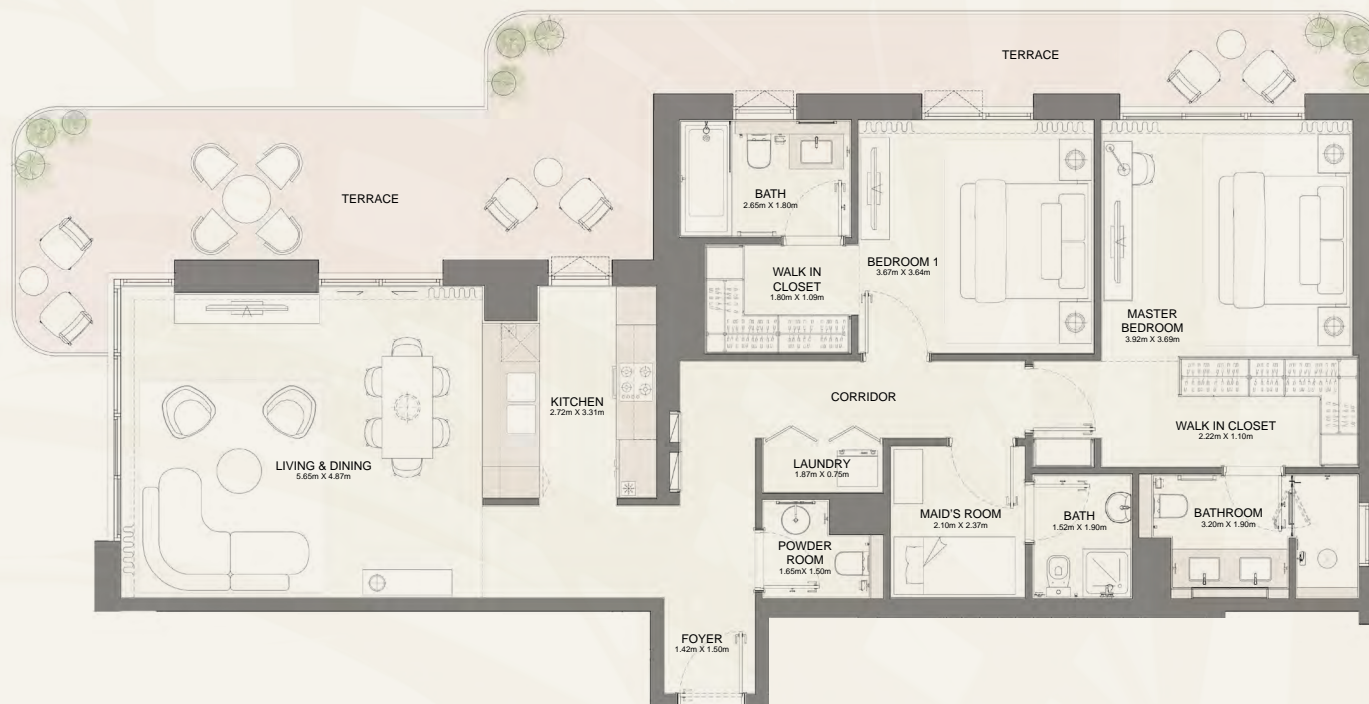 TERRACE
TERRACE
BATH
2.65m X 1.80m
WALK IN
CLOSET
1.80m X 1.09m
BEDROOM 1
3.67m X 3.64m
MASTER
BEDROOM
3.92m X 3.69m
KITCHEN
2.72m X 3.31m
CORRIDOR
WALK IN CLOSET
2.22m X 1.10m
LIVING & DINING
5.65m X 4.87m
LAUNDRY
1.87m X 0.75m
MAID'S ROOM
2.10m X 2.37m
BATH
1.52m X 1.90m
BATHROOM
3.20m X 1.90m
POWDER
ROOM
1.65mX 1.50m
FOYER
1.42m X 1.50m